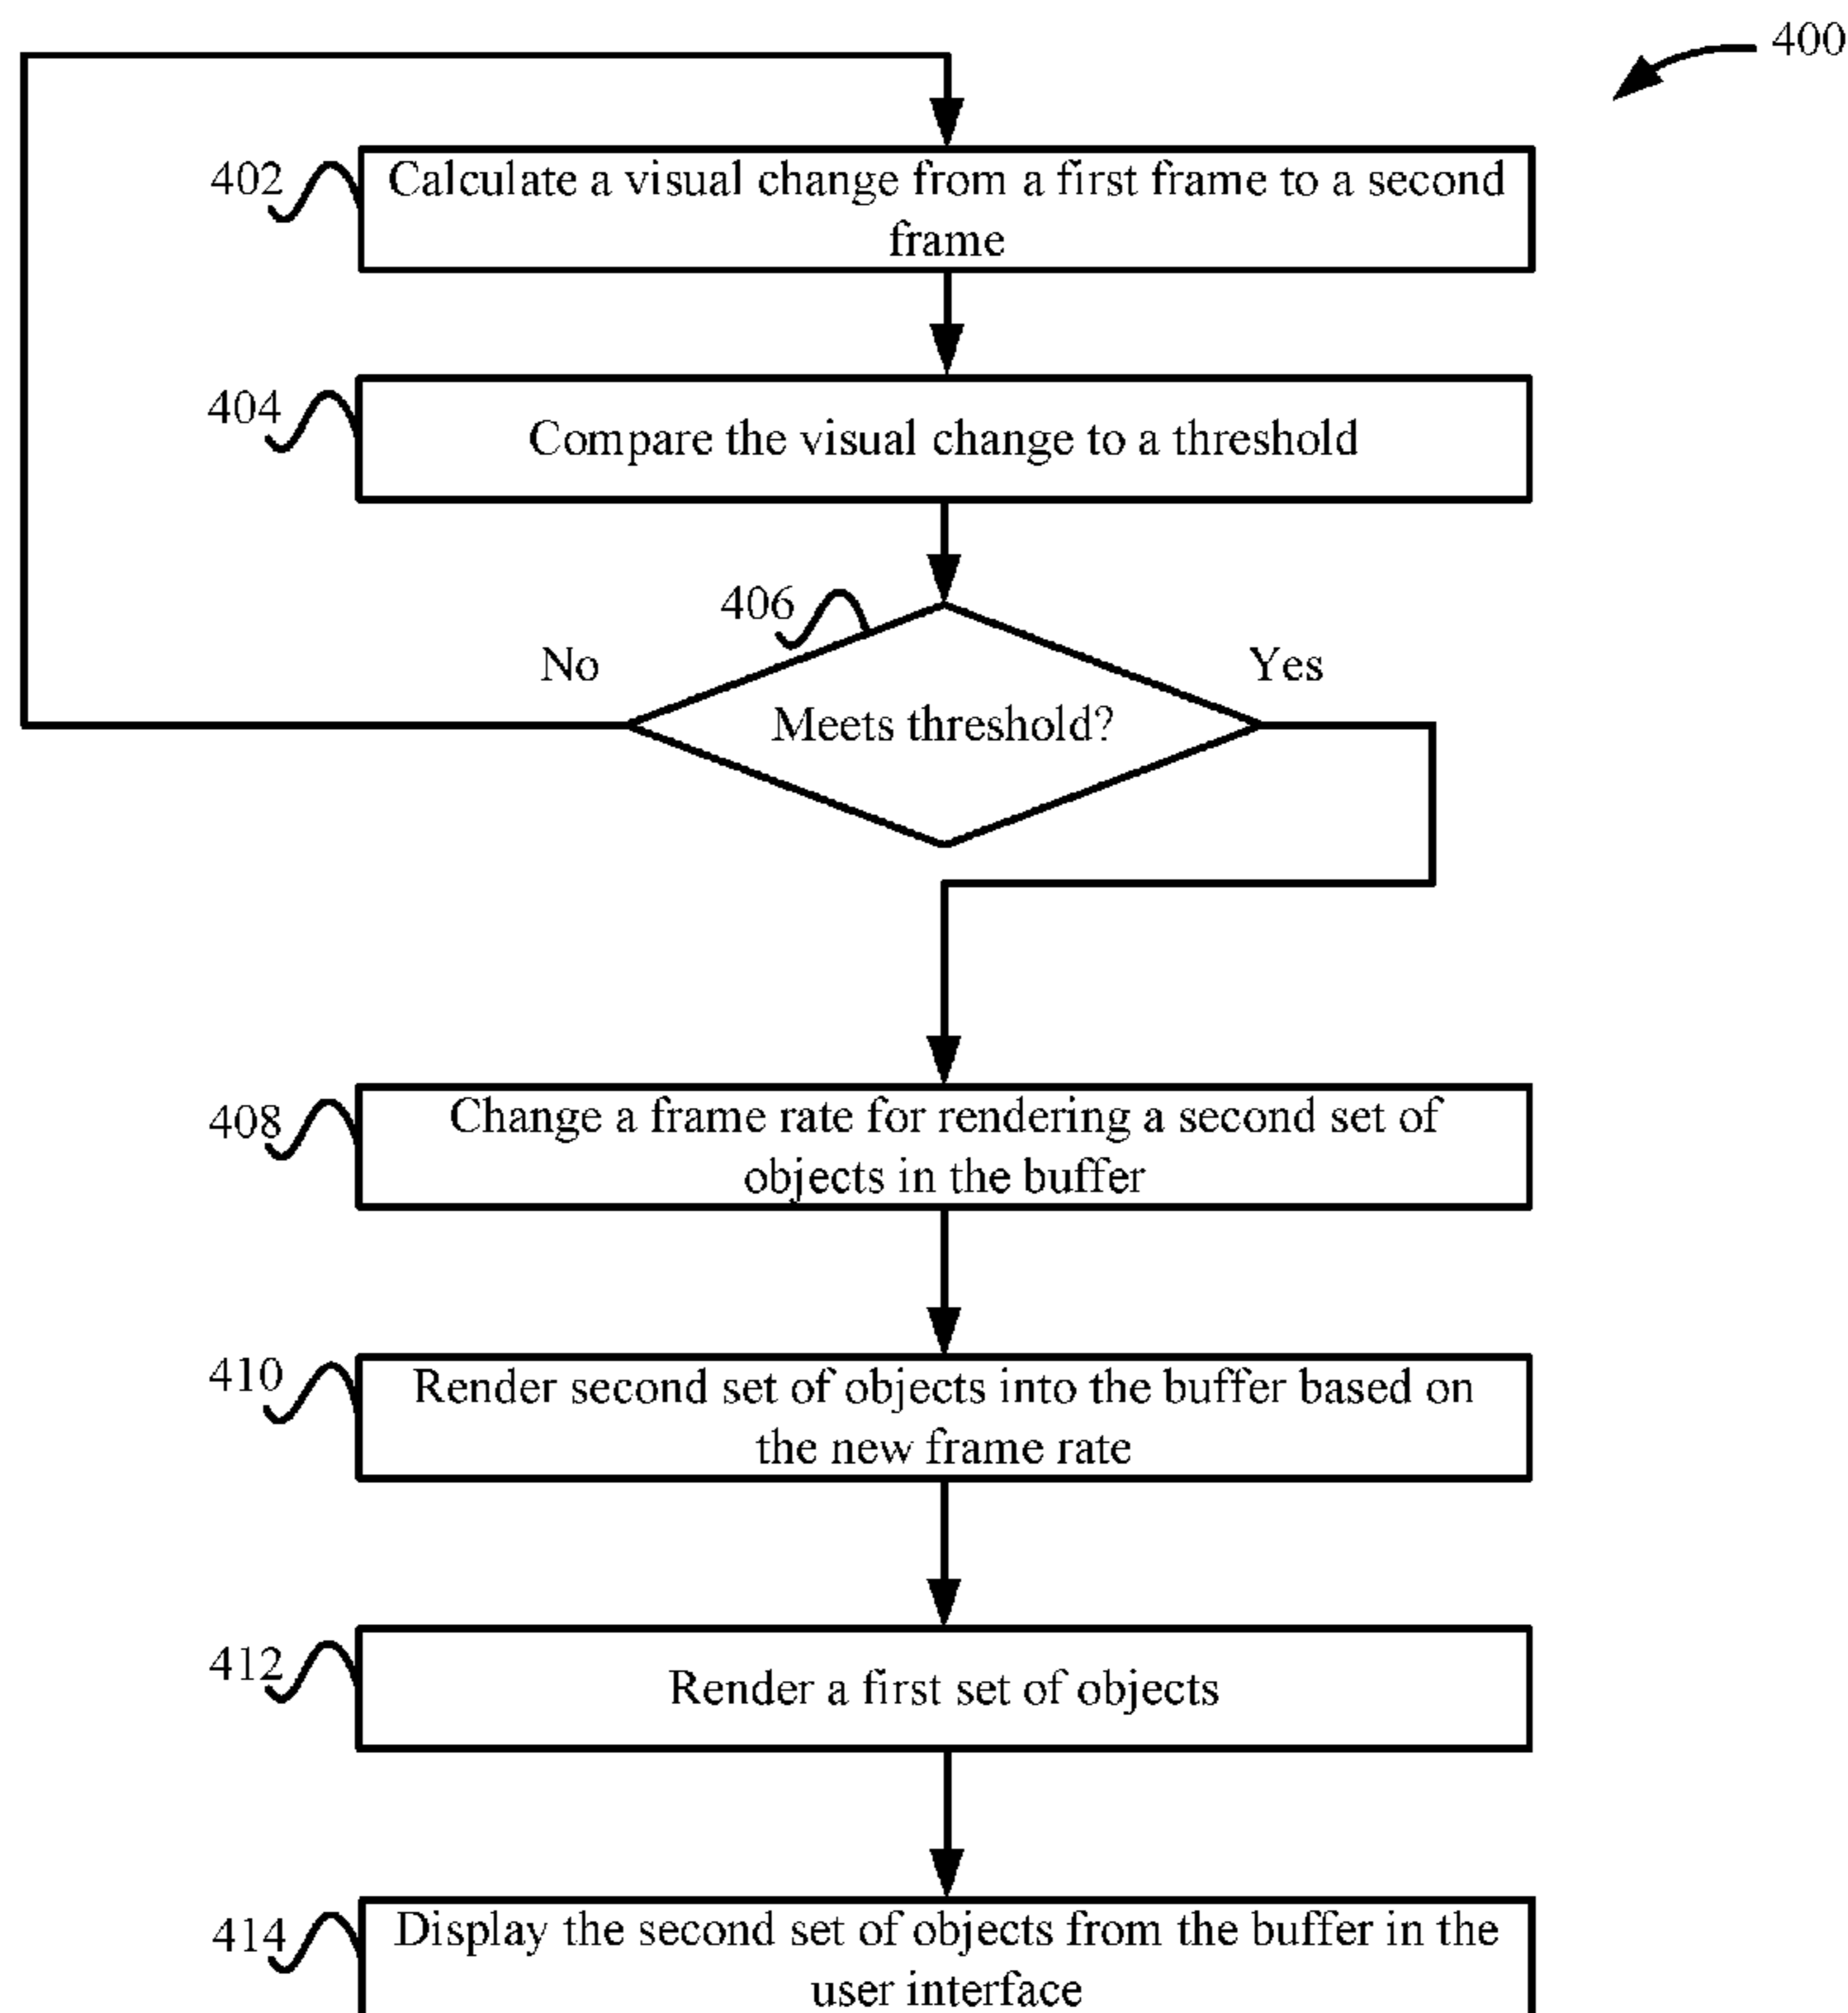 400
402
Calculate a visual change from a first frame to a second
frame
404
Compare the visual change to a threshold
406
No
Yes
Meets threshold?
408
Change a frame rate for rendering a second set of
objects in the buffer
410
Render second set of objects into the buffer based on
the new frame rate
412
Render a first set of objects
414
Display the second set of objects from the buffer in the
user interface